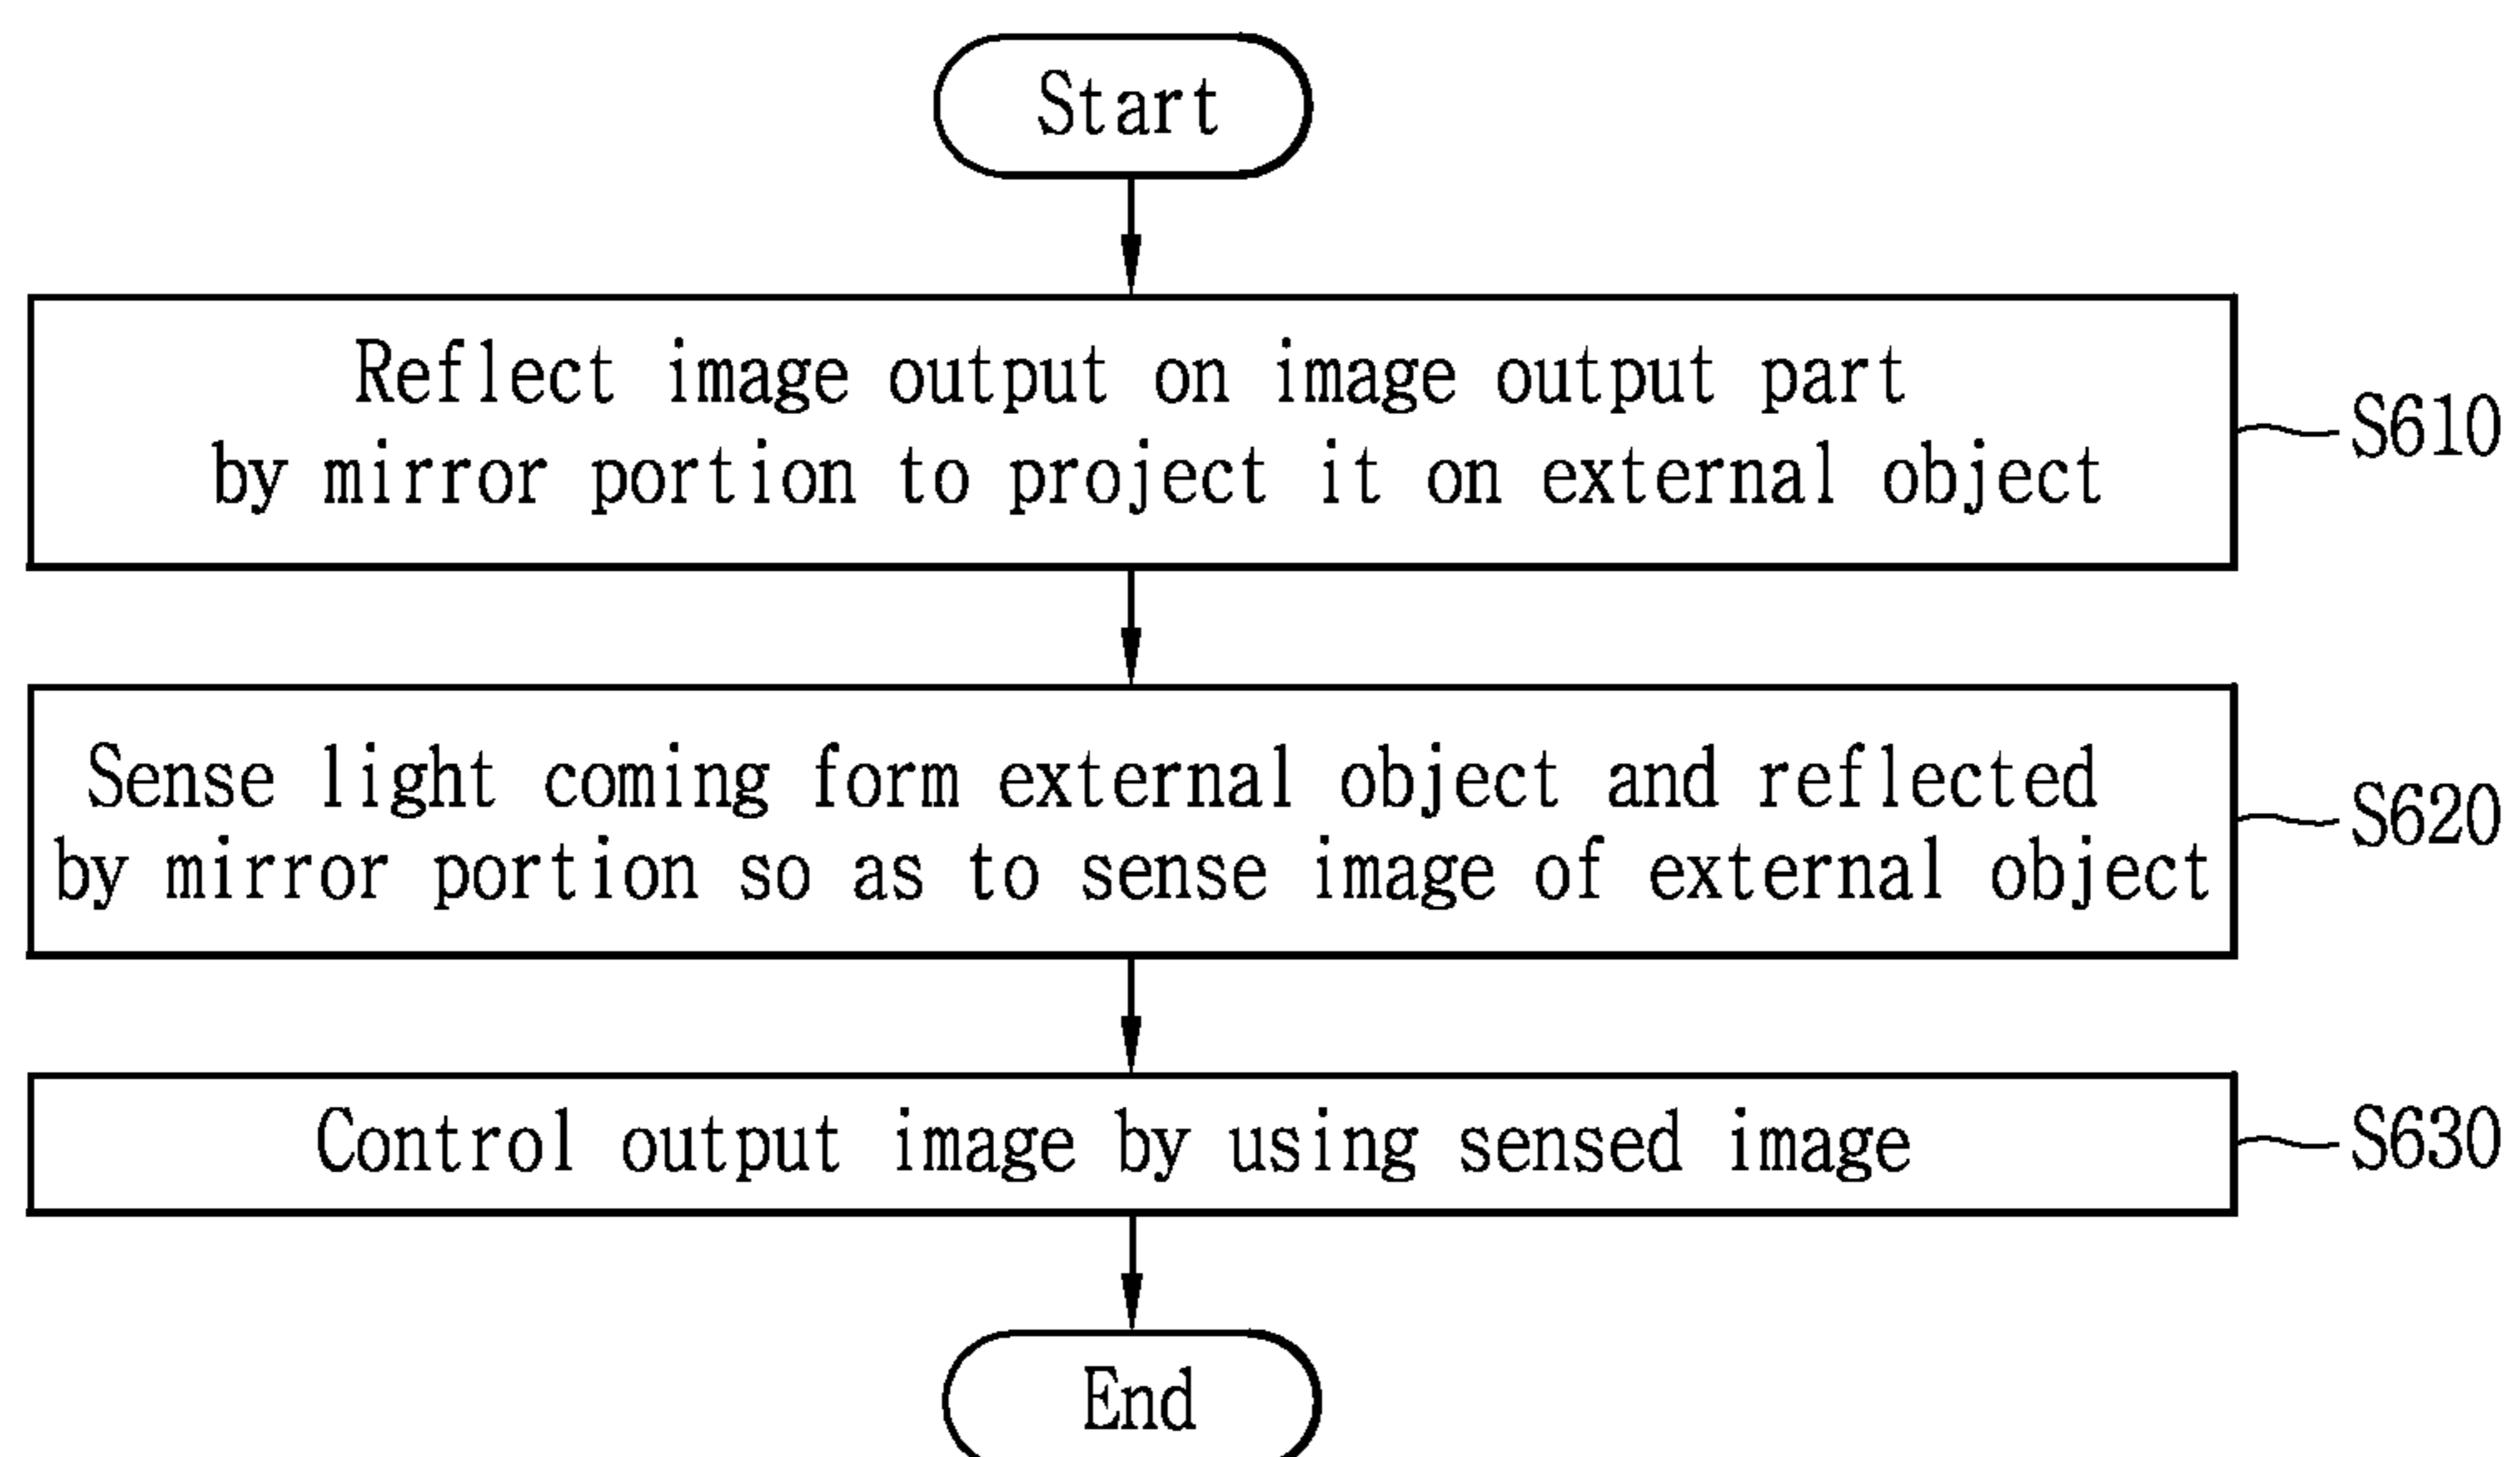 Start
Reflect image output on image output part
by mirror portion to project it on external object
S610
Sense light coming form external object and reflected
by mirror portion so as to sense image of external object
S620
Control output image by using sensed image
S630
End